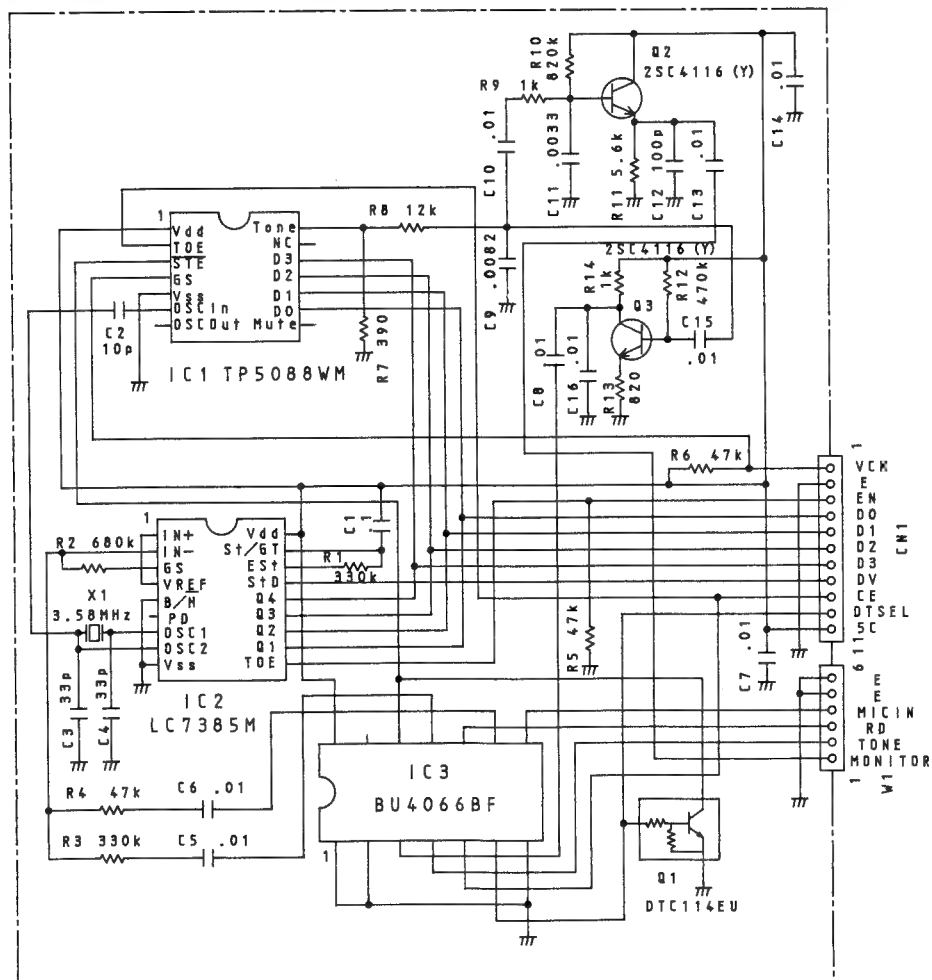 Q2
2SC4116 (Y)
R10
820k
R9 1k
.01
C10
.0033
C11
R11 5.6k
C12 100p
C13 .01
C14 .01
R8 12k
1
Vdd
TOE
STE
GS
Vss
OSCIn
OSCOut
Tone
NC
D3
D2
D1
D0
Mute
C2
10p
IC1 TP5088WM
R7 390
C9 .0082
2SC4116 (Y)
R14
1k
R12
470k
Q3
C15
.01
C8 .01
C16 .01
R13
820
R6 47k
1
VCK
E
EN
D0
D1
D2
D3
DV
CE
DTSEL
5C
11
CN1
1
IN+
IN-
GS
VREF
B/H
PD
OSC1
OSC2
Vss
Vdd
St/GT
ESt
StD
Q4
Q3
Q2
Q1
TOE
R2 680k
X1
3.58MHz
C1 .1
R1
330k
R5 47k
C7 .01
33p
C3
33p
C4
IC2
LC7385M
6
E
E
MICIN
RD
TONE
MONITOR
1
W1
IC3
BU4066BF
1
R4 47k
C6 .01
R3 330k
C5 .01
Q1
DTC114EU